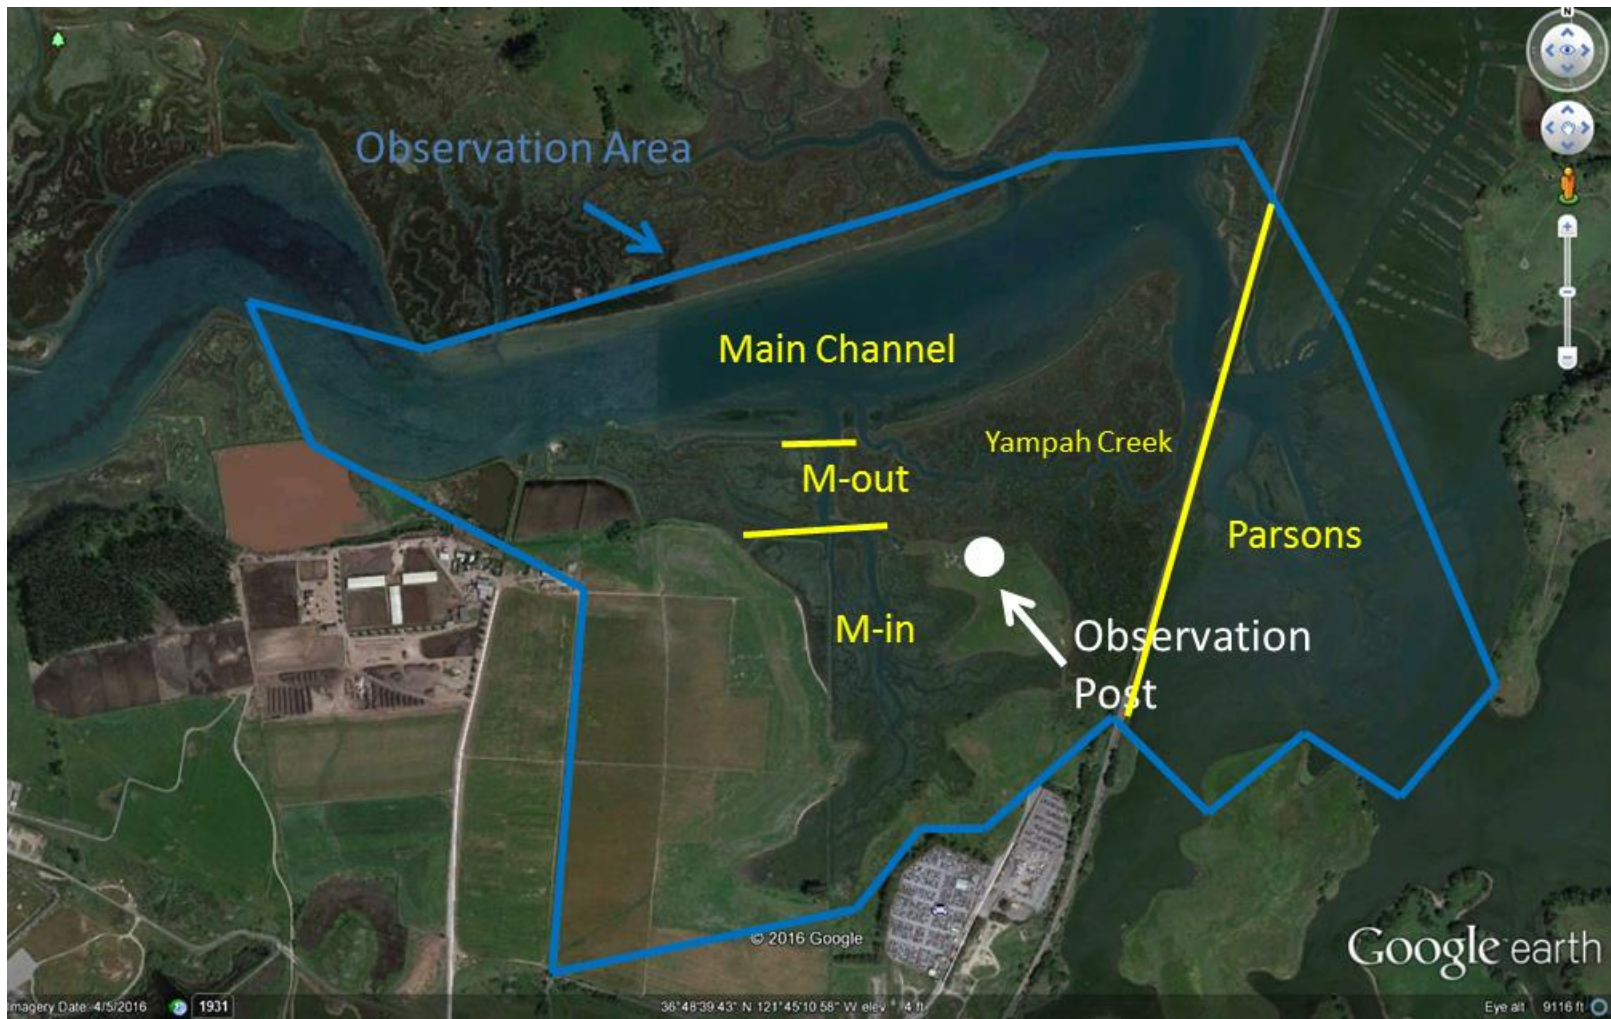 N
Observation Area
Main Channel
Yampah Creek
M-out
Parsons
M-in
Observation
Post
© 2016 Google
Google earth
Imagery Date: 4/5/2016
1931
36°48'39.43" N 121°45'10.58" W elev
4 ft
Eye alt 9116 ft